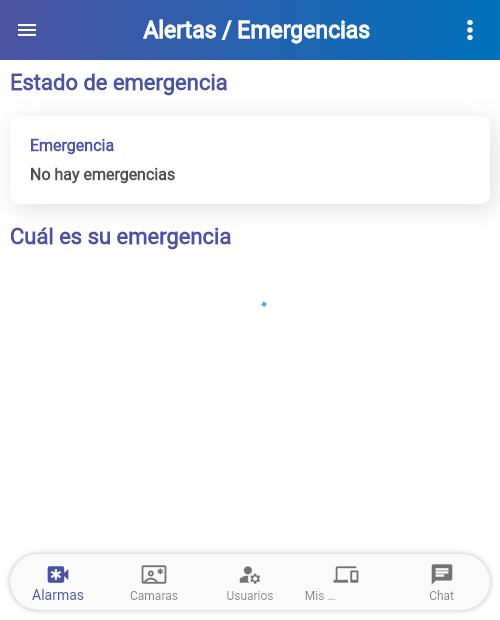 Alertas / Emergencias
Estado de emergencia
Emergencia
No hay emergencias
Cuál es su emergencia
Alarmas
Camaras
Usuarios
Mis ...
Chat